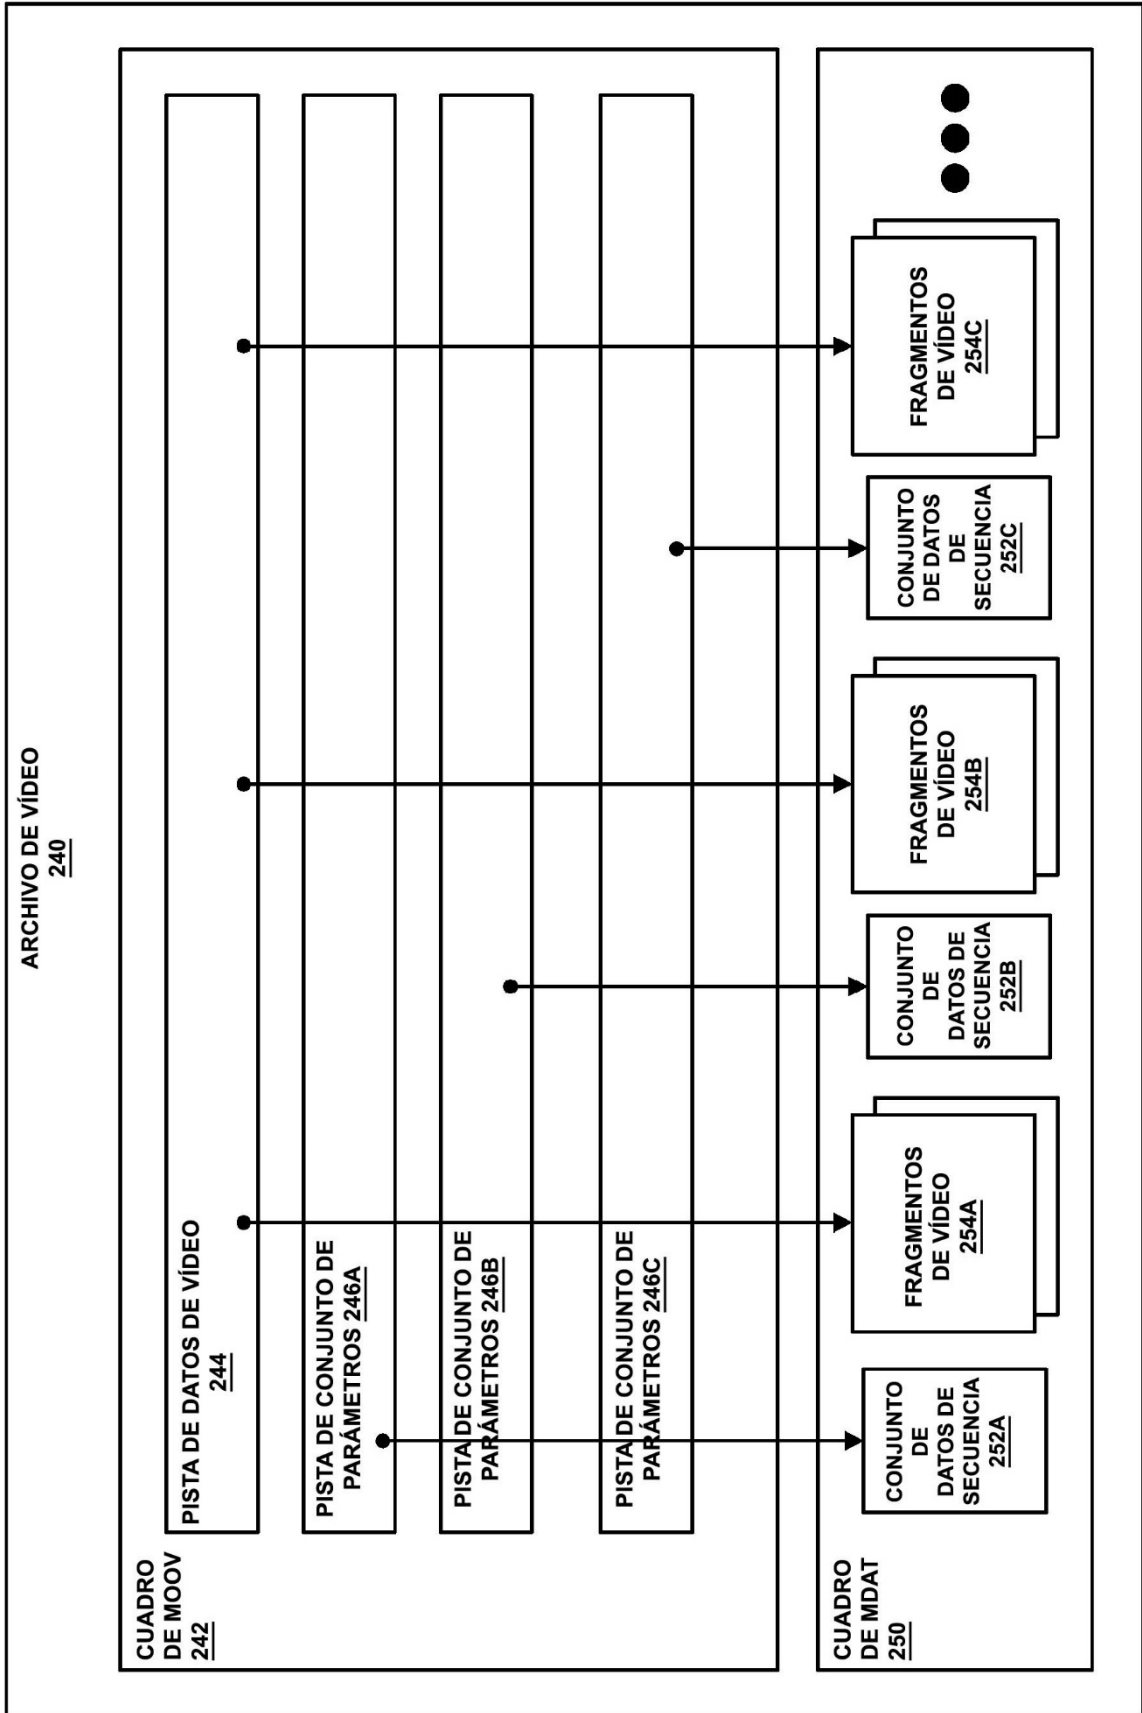 ARCHIVO DE VÍDEO
240
CUADRO
DE MOOV
242
PISTA DE DATOS DE VÍDEO
244
PISTA DE CONJUNTO DE
PARÁMETROS 246A
PISTA DE CONJUNTO DE
PARÁMETROS 246B
PISTA DE CONJUNTO DE
PARÁMETROS 246C
CUADRO
DE MDAT
250
CONJUNTO
DE
DATOS DE
SECUENCIA
252A
FRAGMENTOS
DE VÍDEO
254A
CONJUNTO
DE
DATOS DE
SECUENCIA
252B
FRAGMENTOS
DE VÍDEO
254B
CONJUNTO
DE DATOS
DE
SECUENCIA
252C
FRAGMENTOS
DE VÍDEO
254C